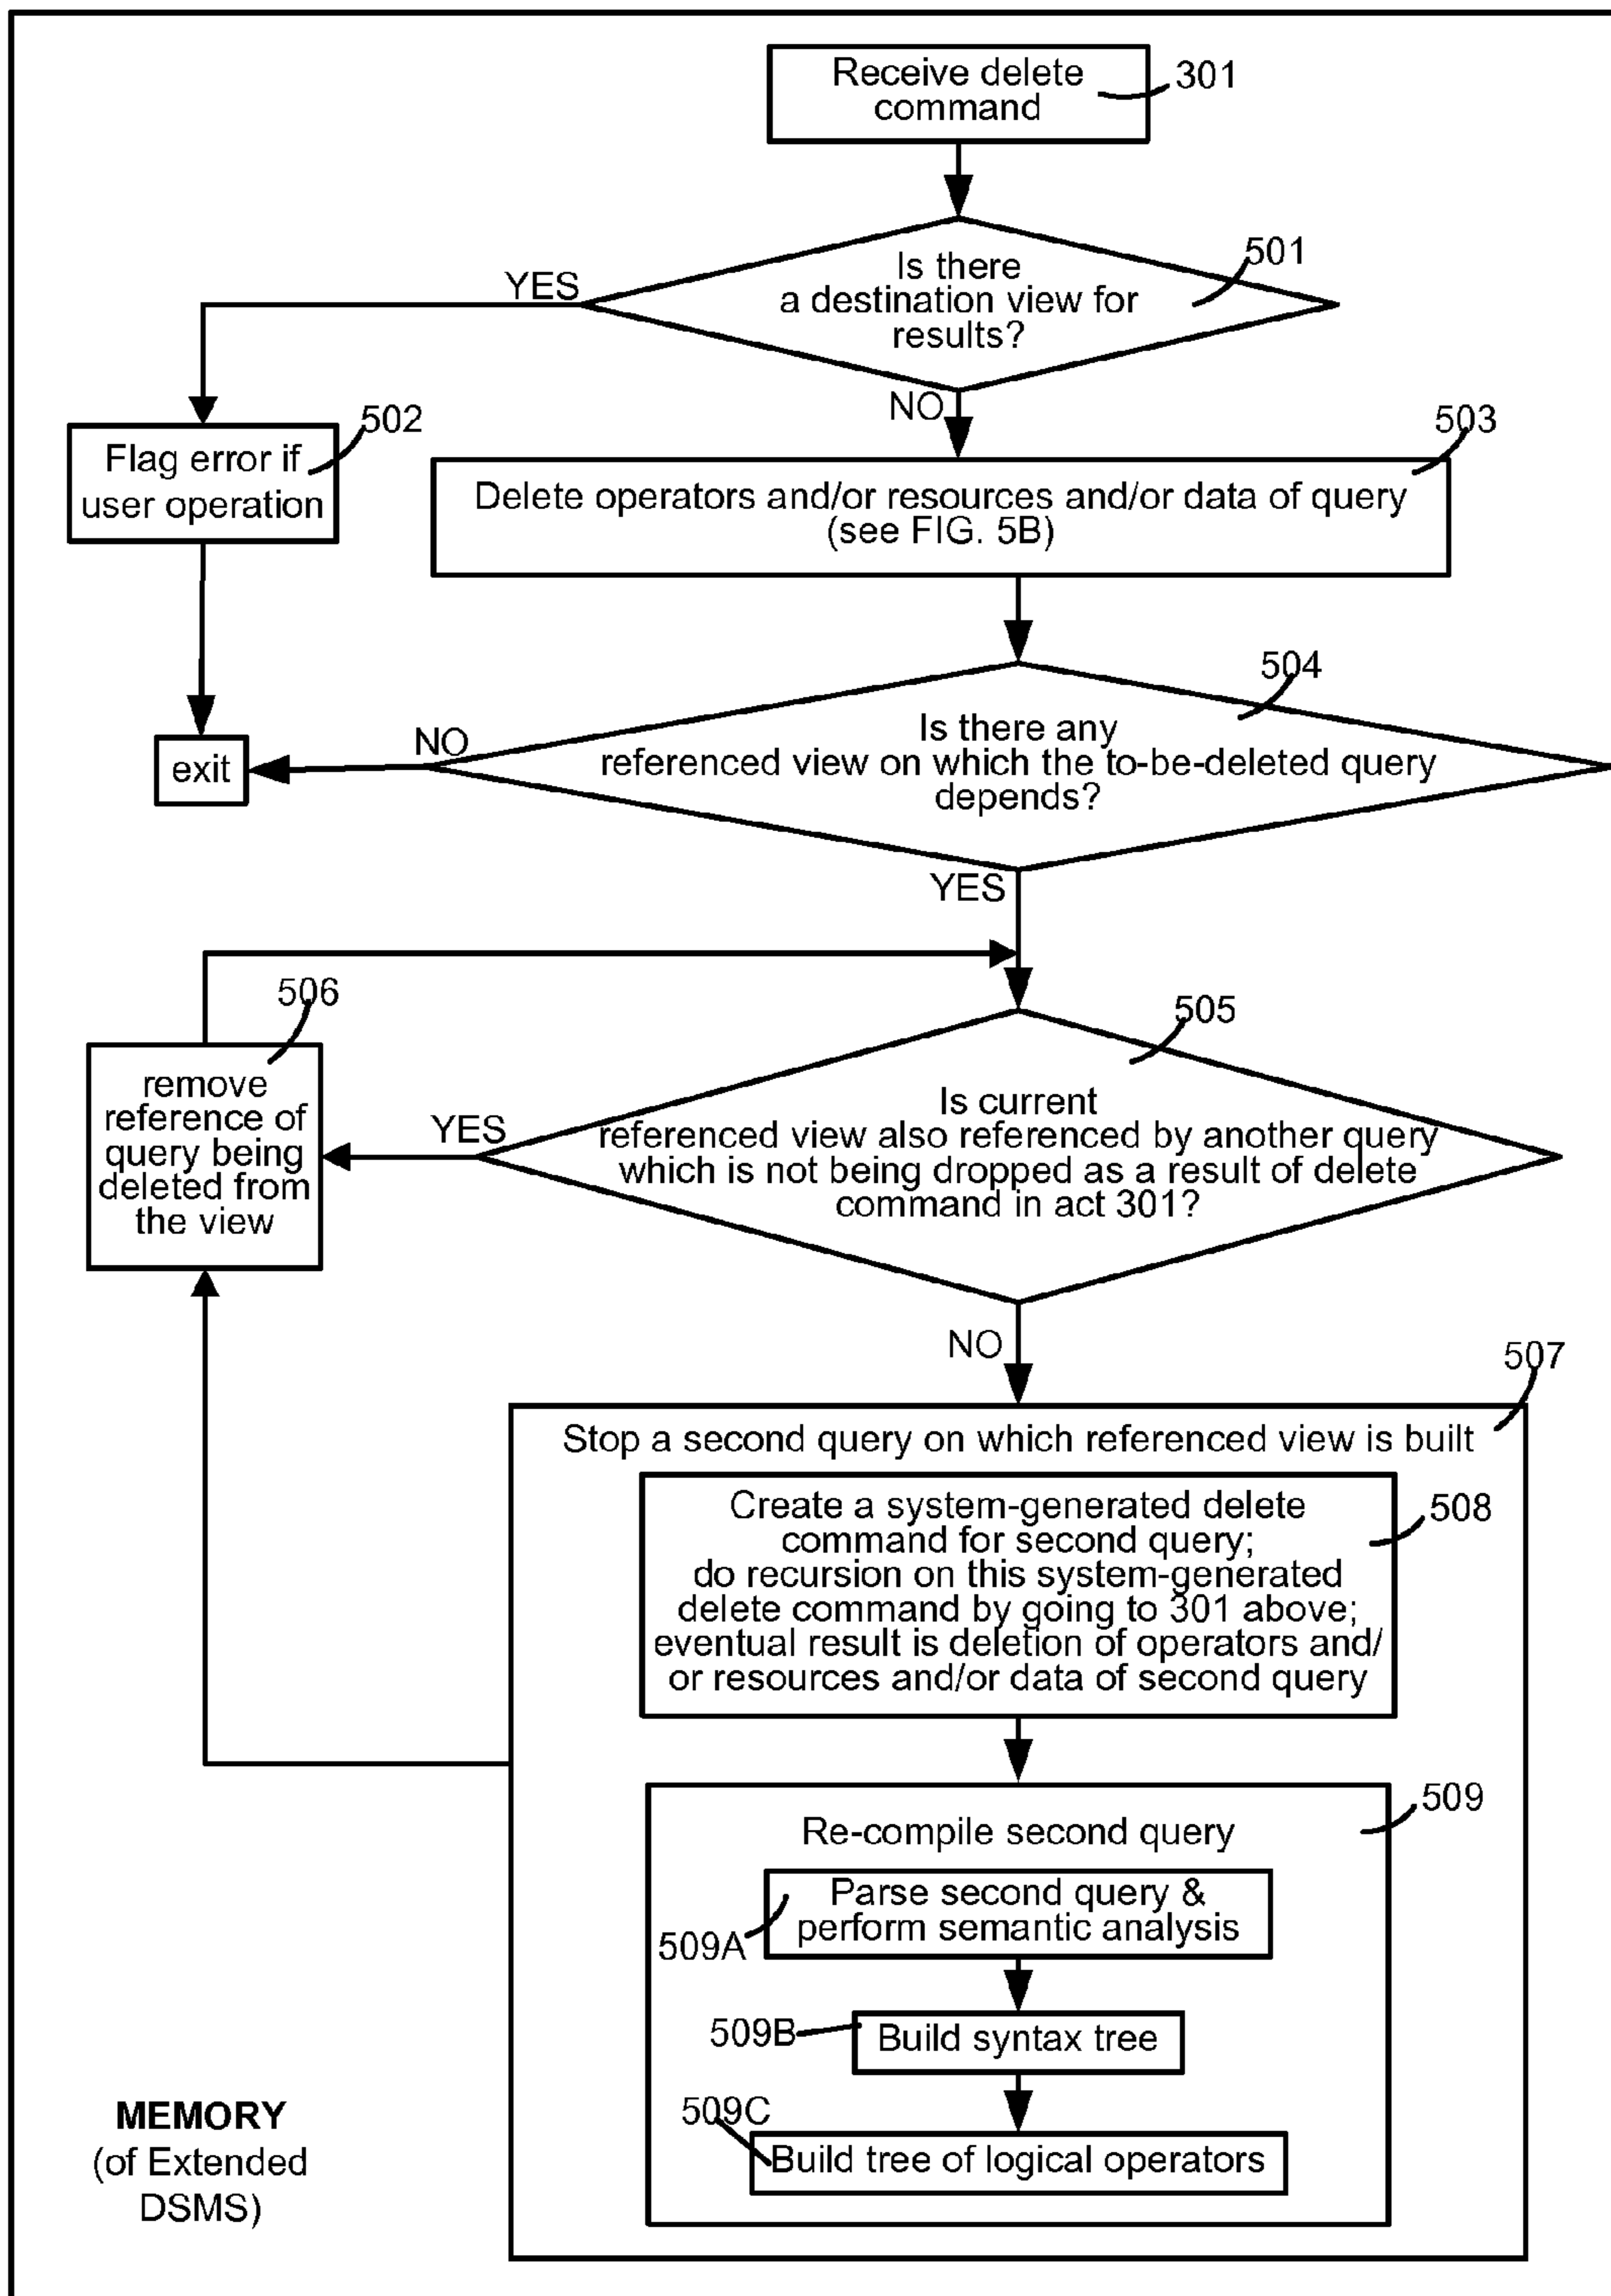 Receive delete
command
301
Is there
a destination view for
results?
501
YES
NO
502
Flag error if
user operation
503
Delete operators and/or resources and/or data of query
(see FIG. 5B)
504
Is there any
referenced view on which the to-be-deleted query
depends?
NO
exit
YES
506
remove
reference of
query being
deleted from
the view
505
Is current
referenced view also referenced by another query
which is not being dropped as a result of delete
command in act 301?
YES
NO
507
Stop a second query on which referenced view is built
Create a system-generated delete
command for second query;
do recursion on this system-generated
delete command by going to 301 above;
eventual result is deletion of operators and/
or resources and/or data of second query
508
509
Re-compile second query
Parse second query &
perform semantic analysis
509A
509B
Build syntax tree
509C
Build tree of logical operators
MEMORY
(of Extended
DSMS)